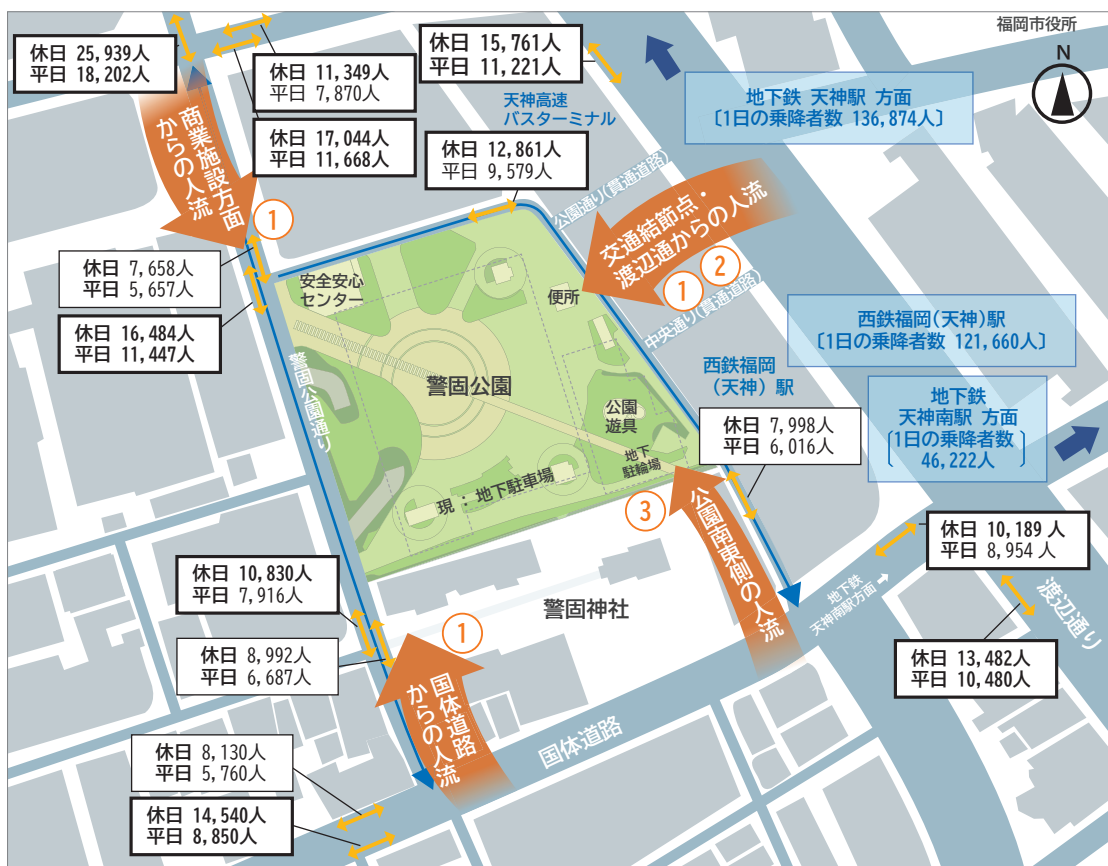 福岡市役所
N
休日 25,939人
平日 18,202人
休日 11,349人
平日 7,870人
休日 17,044人
平日 11,668人
休日 15,761人
平日 11,221人
天神高速
バスターミナル
休日 12,861人
平日 9,579人
地下鉄 天神駅 方面
〔1日の乗降者数 136,874人〕
商業施設方面
からの人流
①
公園通り(貫通道路)
交通結節点・
渡辺通からの人流
①
②
中央通り(貫通道路)
休日 7,658人
平日 5,657人
休日 16,484人
平日 11,447人
安全安心
センター
便所
警固公園
警固公園通り
公園
遊具
地下
駐輪場
現:地下駐車場
西鉄福岡(天神)駅
〔1日の乗降者数 121,660人〕
西鉄福岡
(天神)駅
地下鉄
天神南駅 方面
〔1日の乗降者数
46,222人〕
休日 7,998人
平日 6,016人
③
公園南東側の人流
休日 10,189人
平日 8,954人
地下鉄
天神南駅方面→
渡辺通り
休日 13,482人
平日 10,480人
休日 10,830人
平日 7,916人
休日 8,992人
平日 6,687人
警固神社
①
国体道路
からの人流
国体道路
休日 8,130人
平日 5,760人
休日 14,540人
平日 8,850人